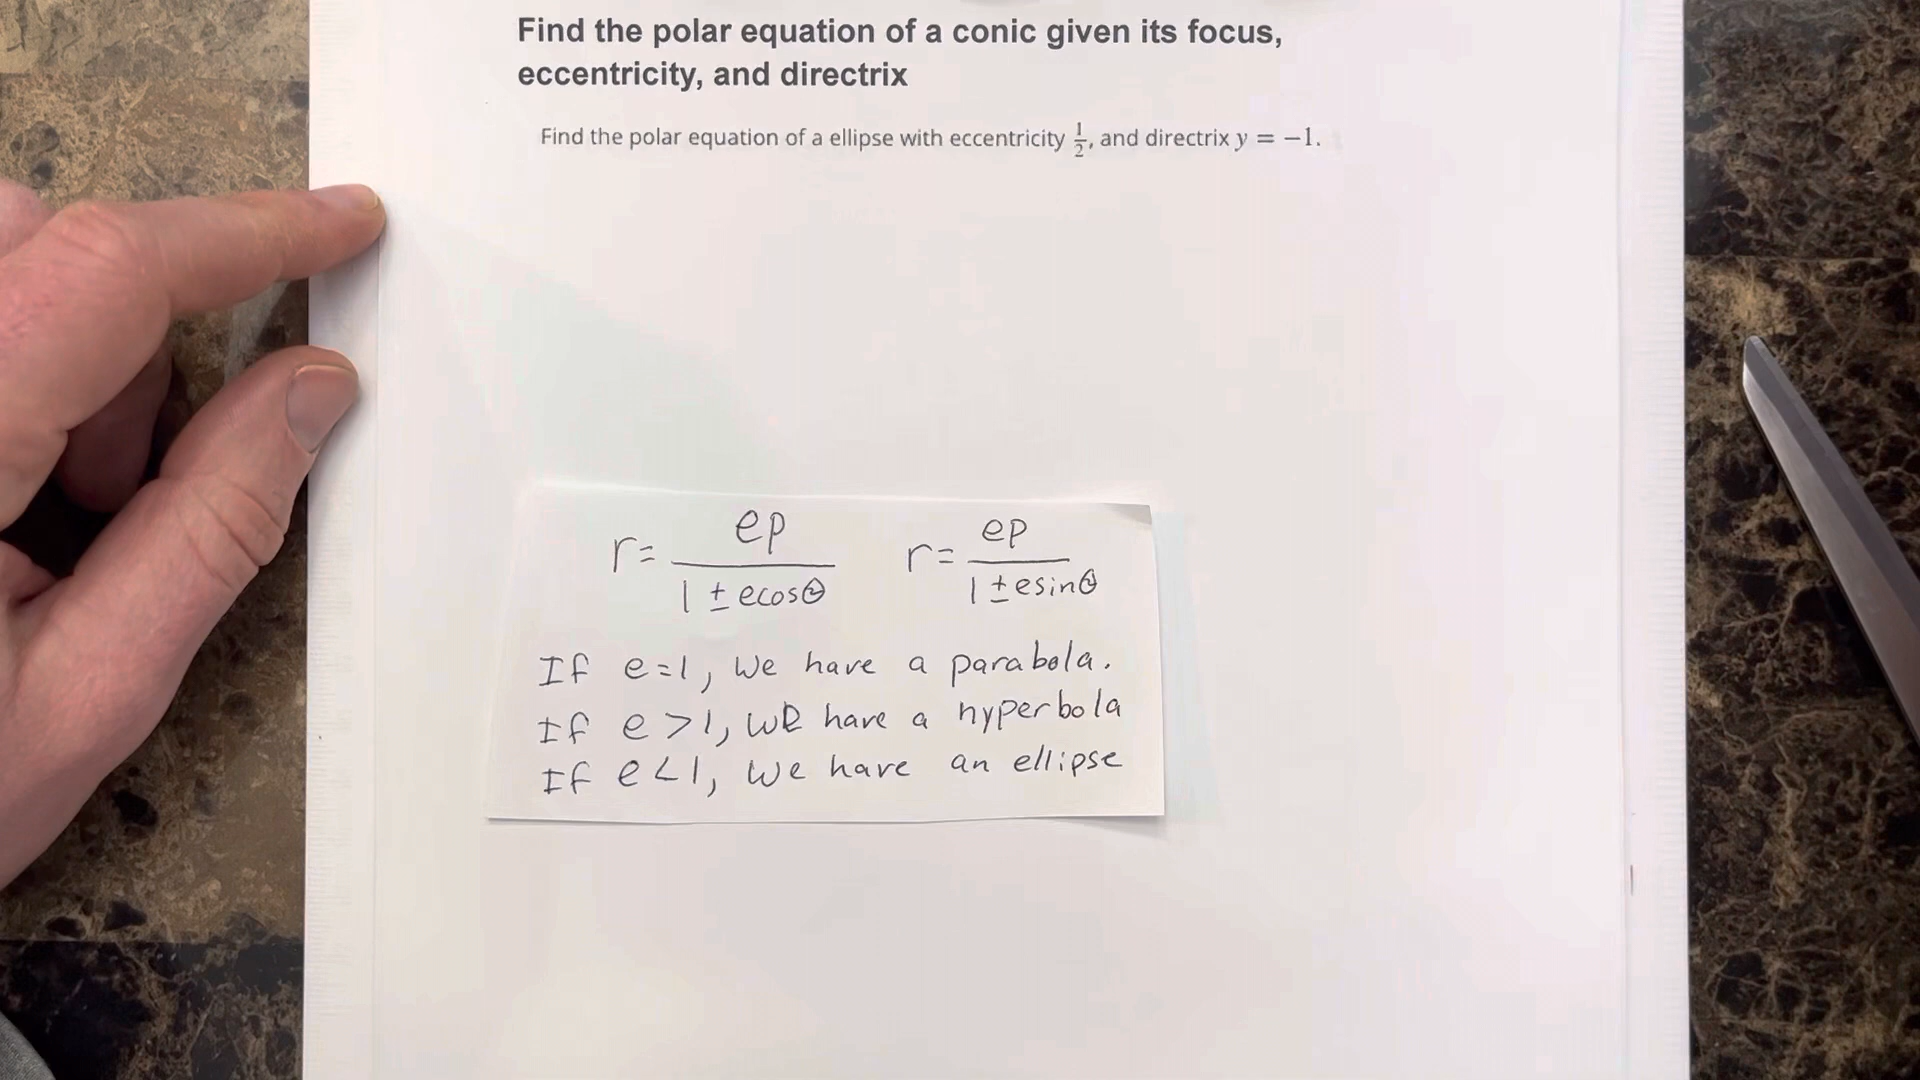 Find the polar equation of a conic given its focus,
eccentricity, and directrix
Find the polar equation of a ellipse with eccentricity 1/2, and directrix y = −1.
r= ep / 1 ± ecosθ r= ep / 1 ± esinθ
If e=1, we have a parabola.
If e >1, we have a hyperbola
If e<1, we have an ellipse